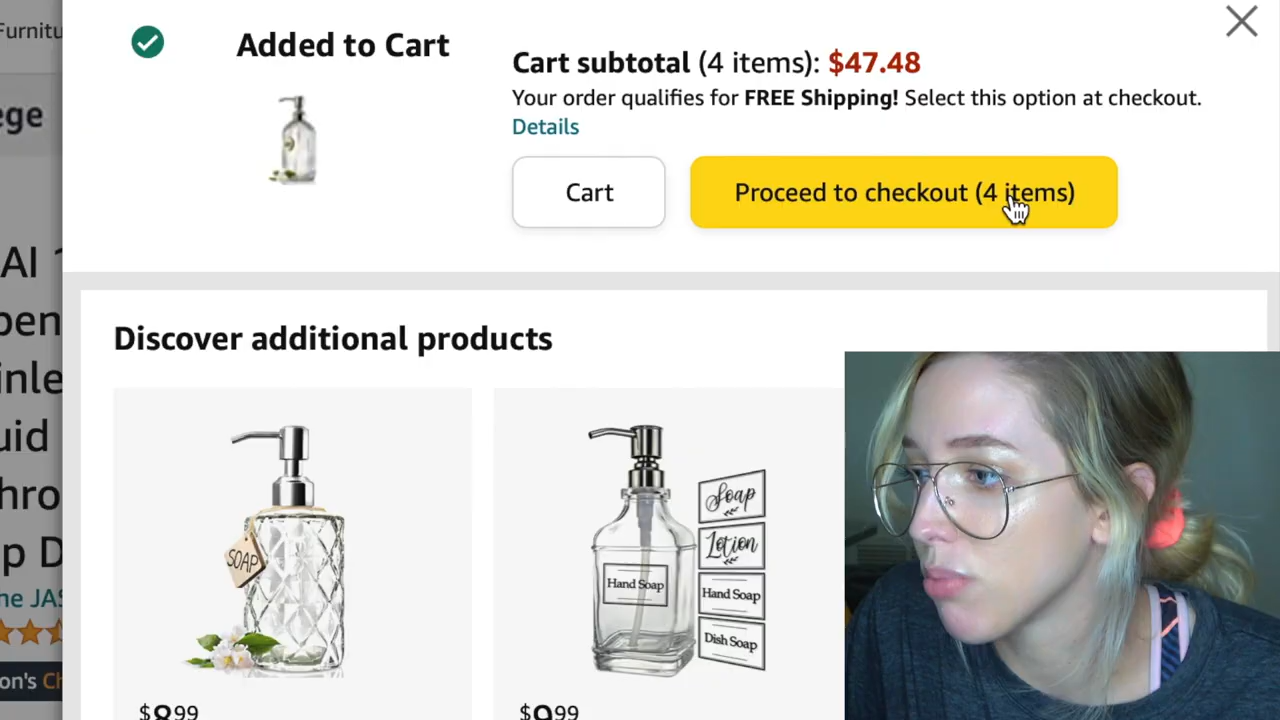 Added to Cart
Cart subtotal (4 items): $47.48
Your order qualifies for FREE Shipping! Select this option at checkout.
Details
Cart
Proceed to checkout (4 items)
Discover additional products
SOAP
Hand Soap
Soap
Lotion
Hand Soap
Dish Soap
$8.99
$9.99